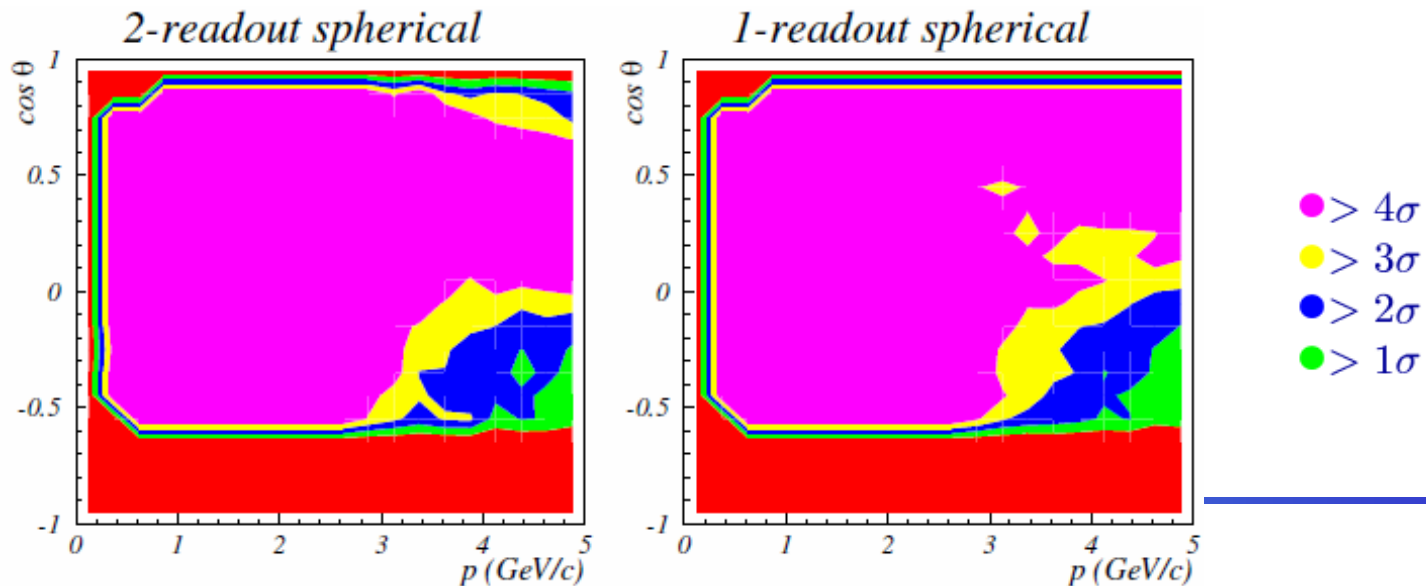 2-readout spherical
cos θ
1
0.5
0
-0.5
-1
0 1 2 3 4 5
p (GeV/c)
1-readout spherical
cos θ
1
0.5
0
-0.5
-1
0 1 2 3 4 5
p (GeV/c)
> 4σ
> 3σ
> 2σ
> 1σ